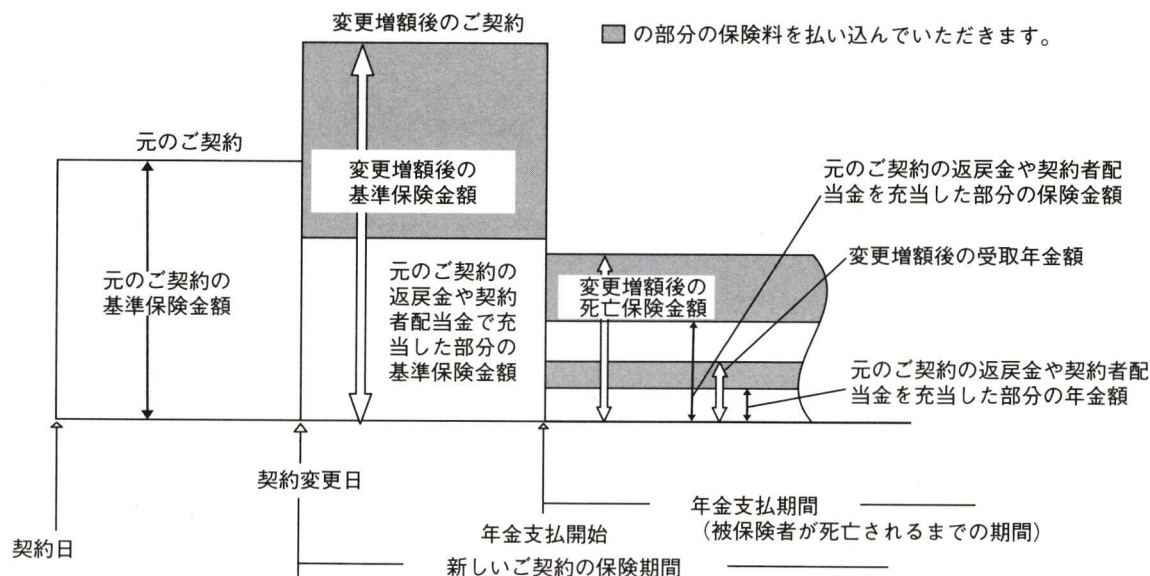 変更増額後のご契約
の部分の保険料を払い込んでいただきます。
元のご契約
変更増額後の
基準保険金額
元のご契約の返戻金や契約者配
当金を充当した部分の保険金額
変更増額後の受取年金額
元のご契約の
基準保険金額
元のご契約の
返戻金や契約
者配当金で充
当した部分の
基準保険金額
変更増額後の
死亡保険金額
元のご契約の返戻金や契約者配
当金を充当した部分の年金額
契約変更日
年金支払期間
(被保険者が死亡されるまでの期間)
契約日
年金支払開始
新しいご契約の保険期間